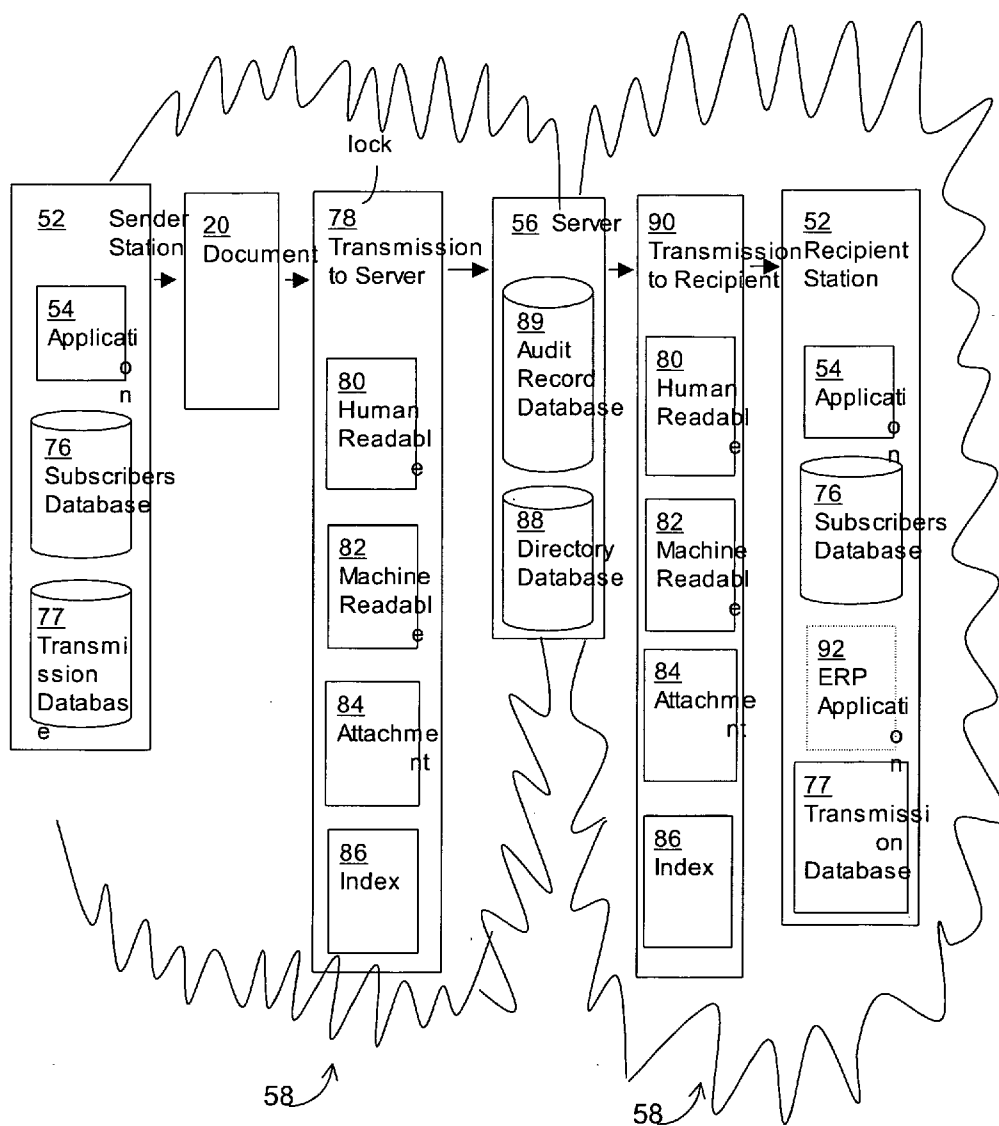 lock
52
Sender
Station
54
Applicati
o
n
76
Subscribers
Database
77
Transmi
ssion
Databas
e
20
Document
78
Transmission
to Server
80
Human
Readabl
e
82
Machine
Readabl
e
84
Attachme
nt
86
Index
56 Server
89
Audit
Record
Database
88
Directory
Database
90
Transmission
to Recipient
80
Human
Readabl
e
82
Machine
Readabl
e
84
Attachme
nt
86
Index
52
Recipient
Station
54
Applicati
o
n
76
Subscribers
Database
92
ERP
Applicati
o
n
77
Transmissi
on
Database
58
58